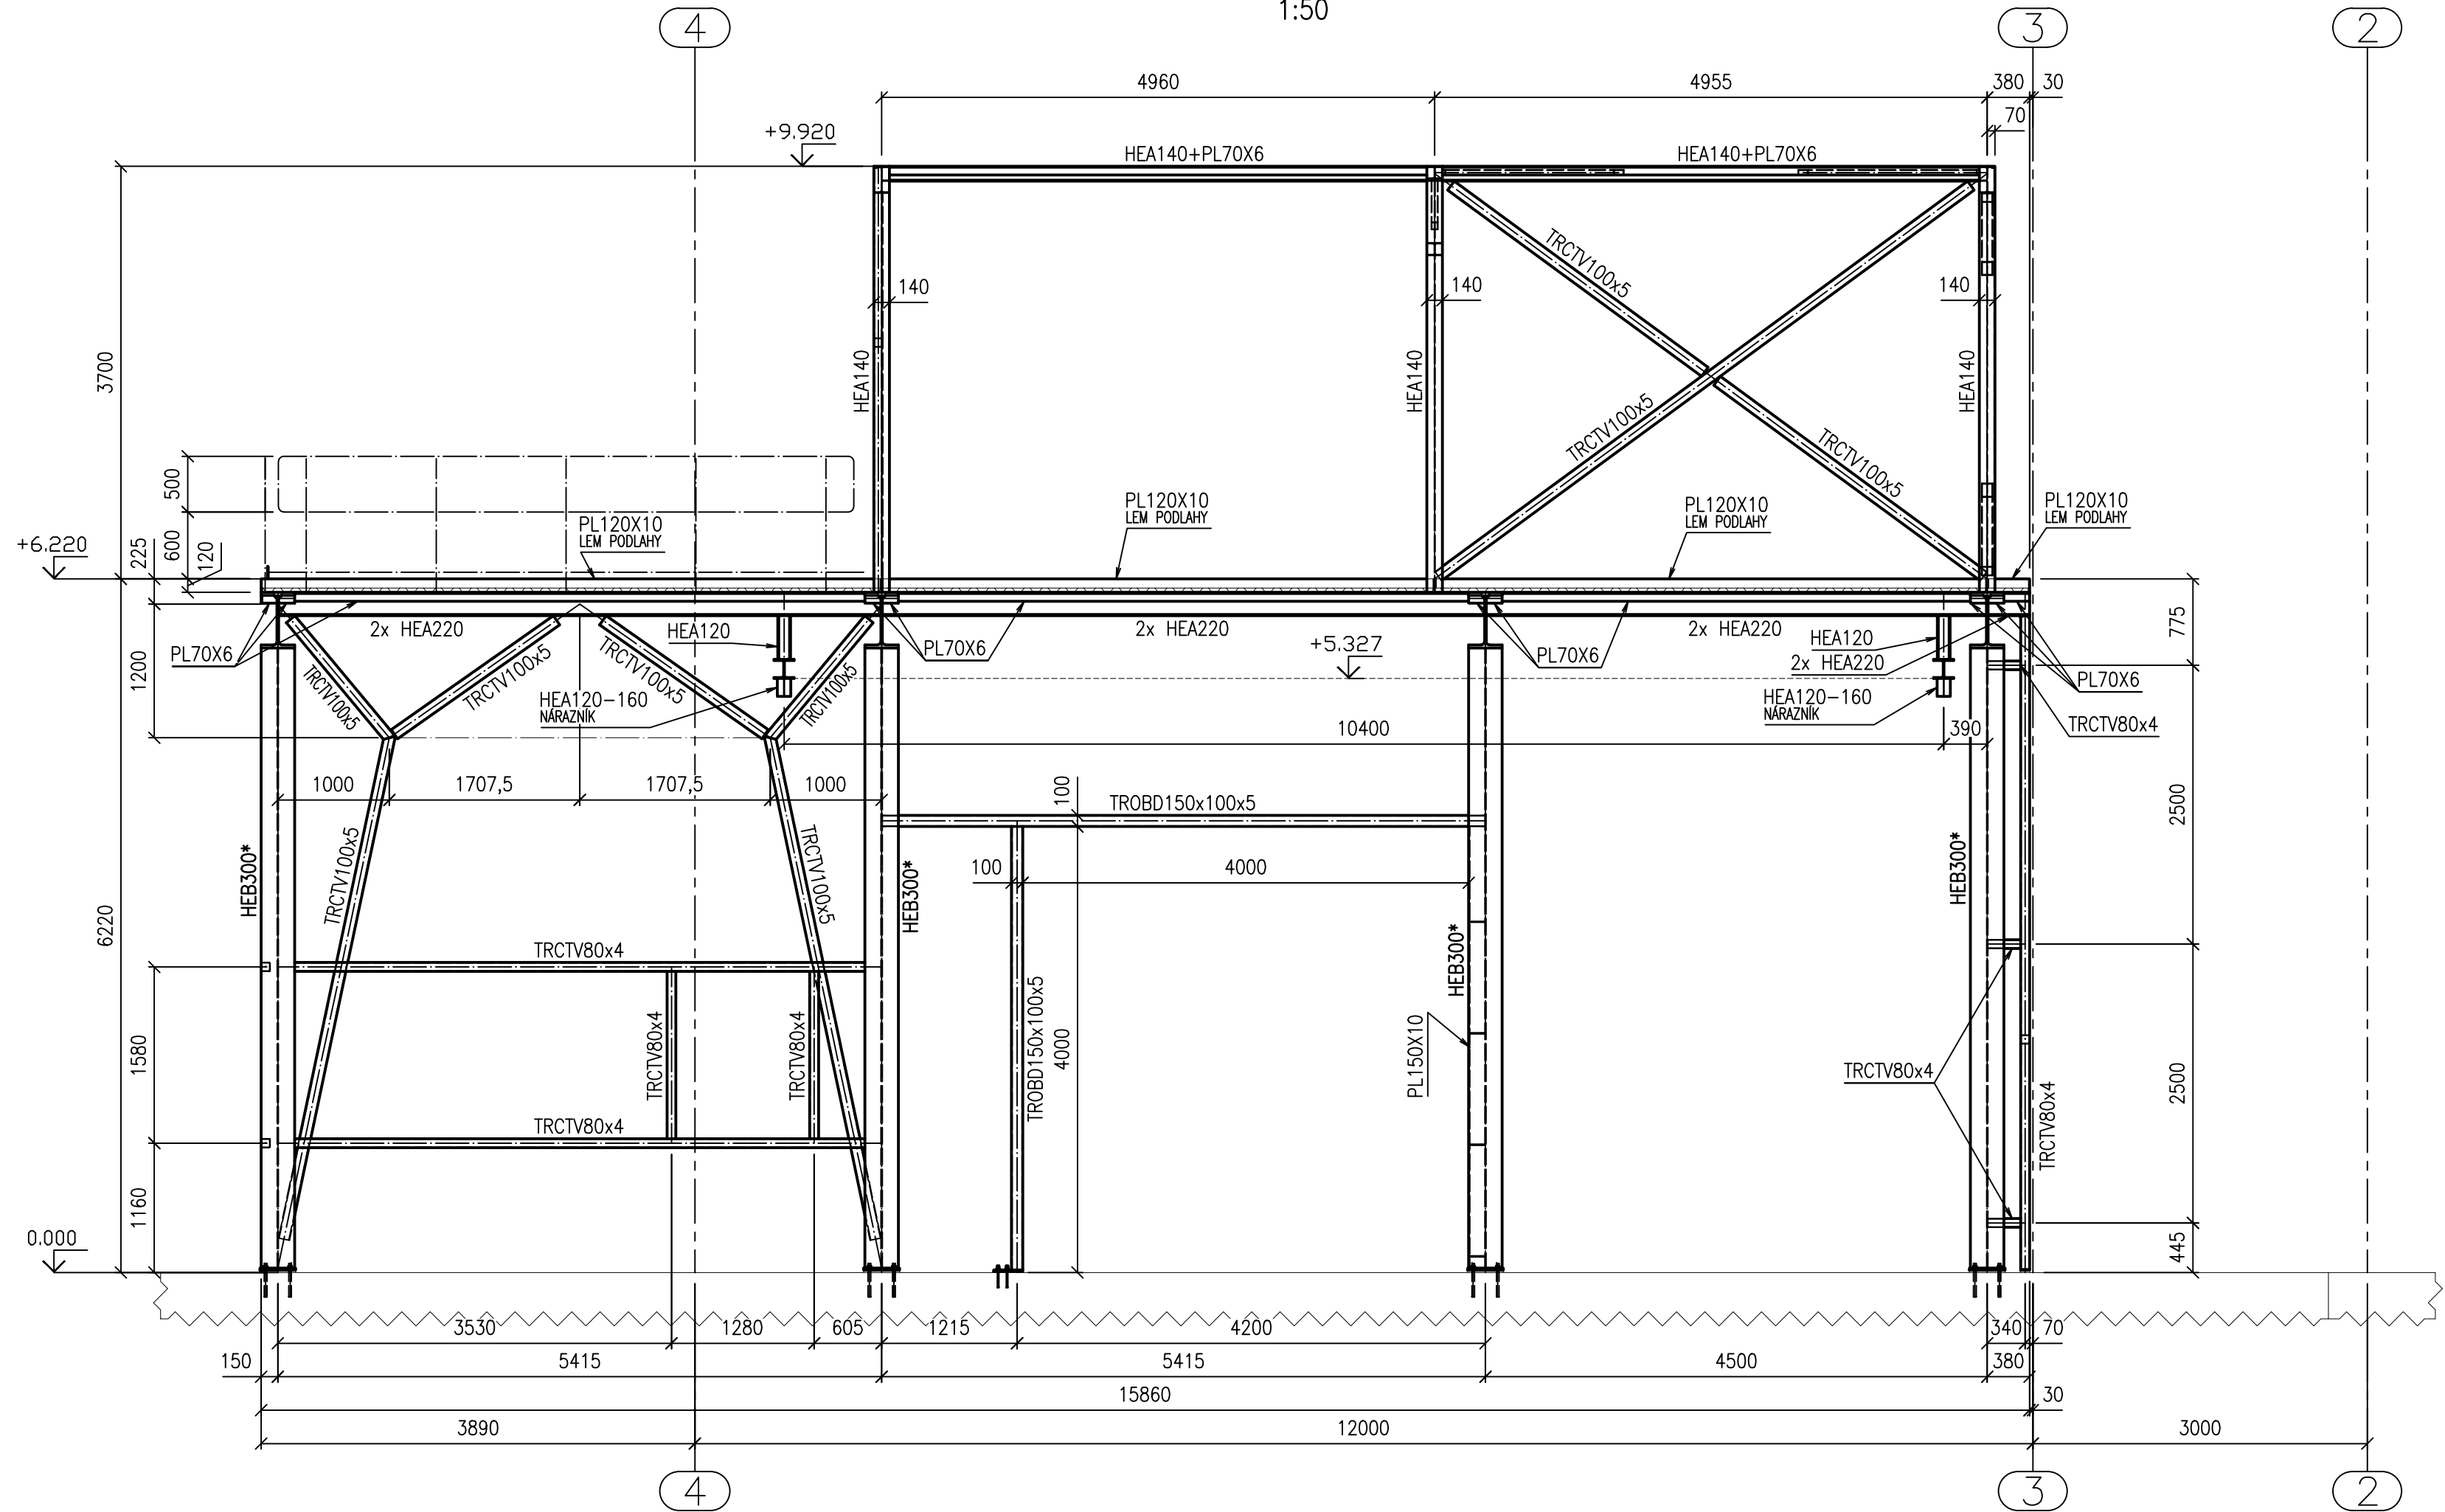 1:50
4
3
2
4960
4955
380
30
70
+9.920
HEA140+PL70X6
HEA140+PL70X6
140
140
140
TRCTV100x5
3700
HEA140
HEA140
HEA140
TRCTV100x5
TRCTV100x5
500
600
120
225
+6.220
PL120X10
LEM PODLAHY
PL120X10
LEM PODLAHY
PL120X10
LEM PODLAHY
PL120X10
LEM PODLAHY
2x HEA220
HEA120
PL70X6
2x HEA220
+5.327
PL70X6
2x HEA220
HEA120
2x HEA220
PL70X6
775
PL70X6
1200
TRCTV100x5
TRCTV100x5
TRCTV100x5
TRCTV100x5
HEA120-160
NÁRAZNÍK
HEA120-160
NÁRAZNÍK
TRCTV80x4
10400
390
1000
1707,5
1707,5
1000
100
TROBD150x100x5
2500
HEB300*
TRCTV100x5
TRCTV100x5
HEB300*
100
4000
HEB300*
HEB300*
6220
TRCTV80x4
1580
TRCTV80x4
TRCTV80x4
TROBD150x100x5
4000
PL150X10
TRCTV80x4
TRCTV80x4
2500
TRCTV80x4
1160
445
0.000
3530
1280
605
1215
4200
340
70
150
5415
5415
4500
380
15860
30
3890
12000
3000
4
3
2